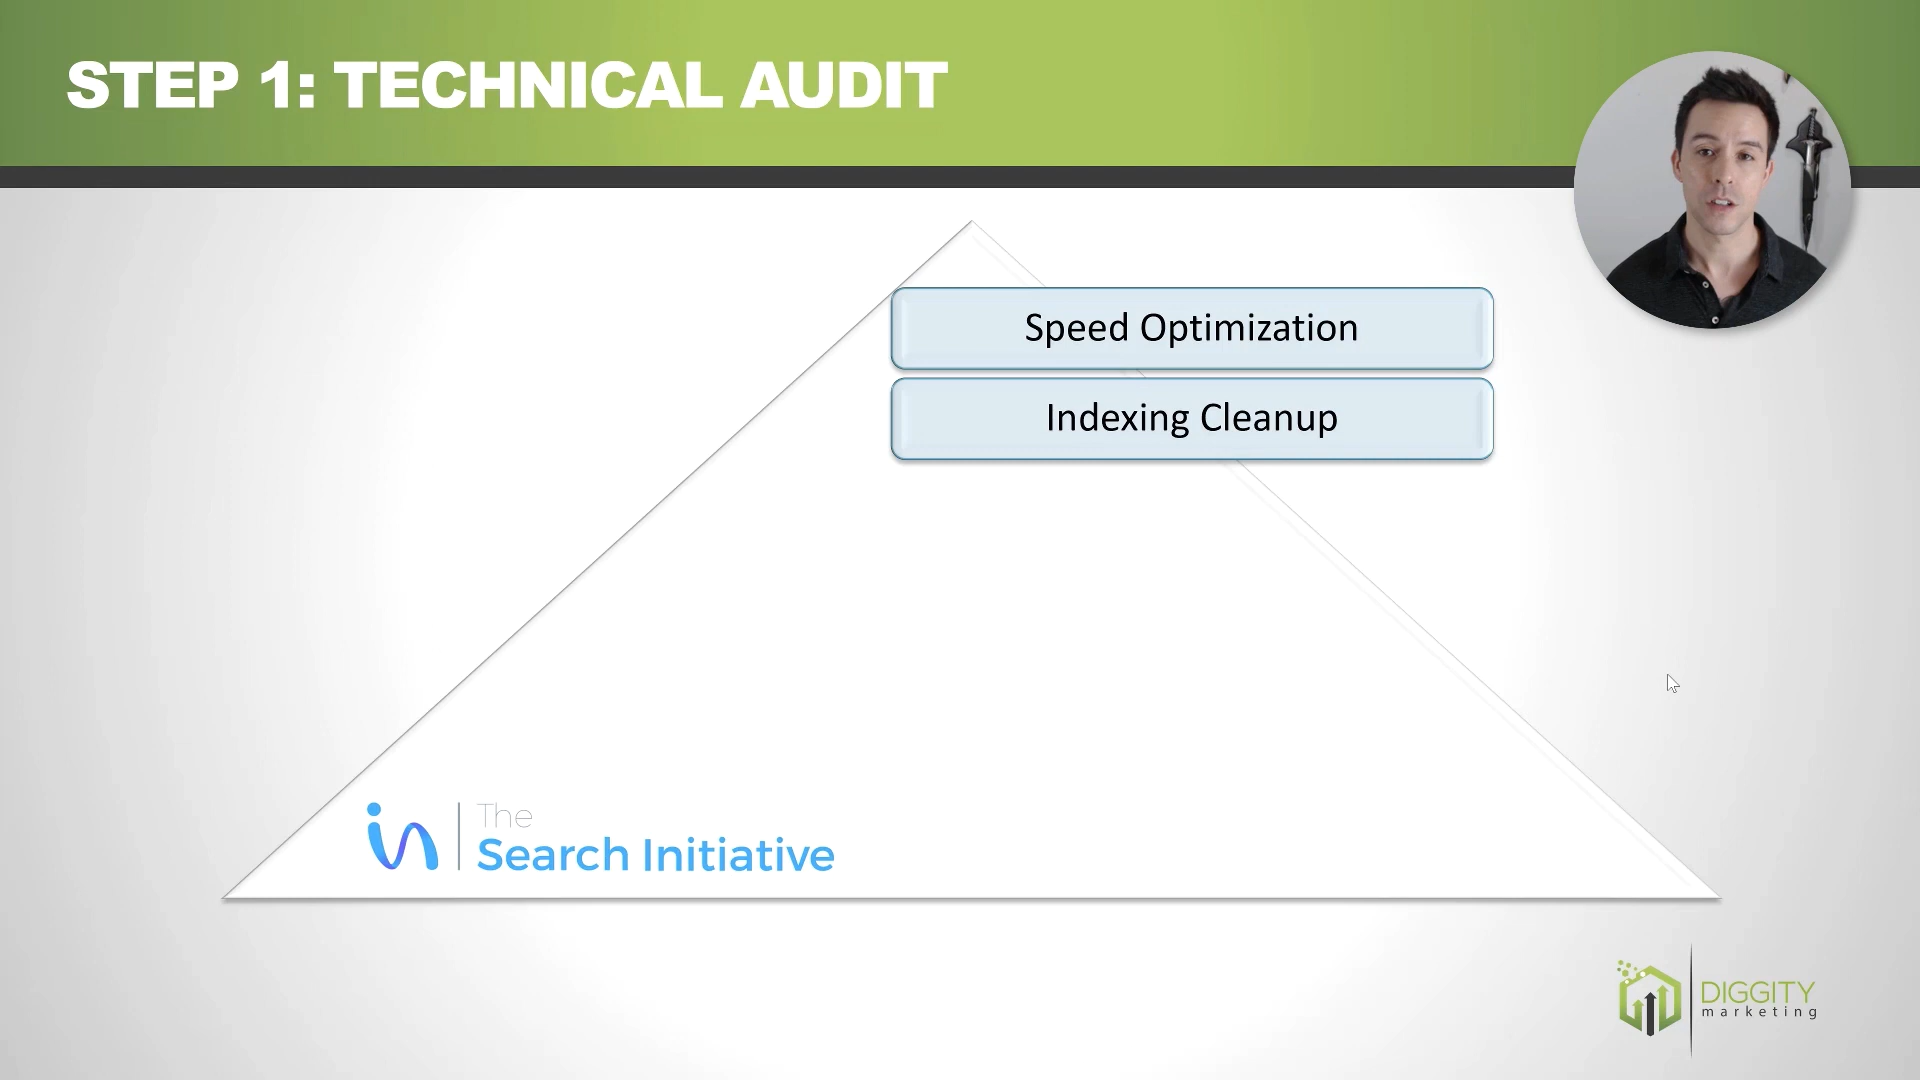 STEP 1: TECHNICAL AUDIT
Speed Optimization
Indexing Cleanup
The
Search Initiative
DIGGITY
marketing